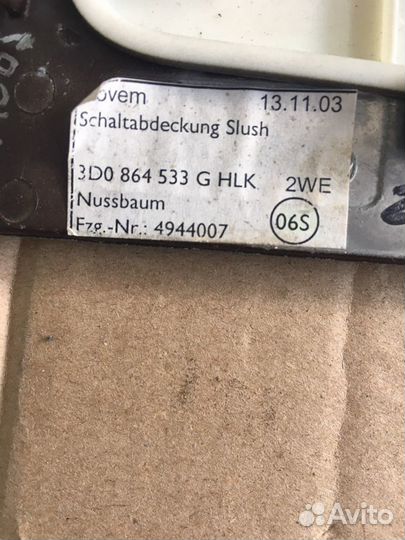 ovem 13.11.03
Schaltabdeckung Slush
3D0 864 533 G HLK 2WE
Nussbaum 06S
Fzg.-Nr.: 4944007
Avito